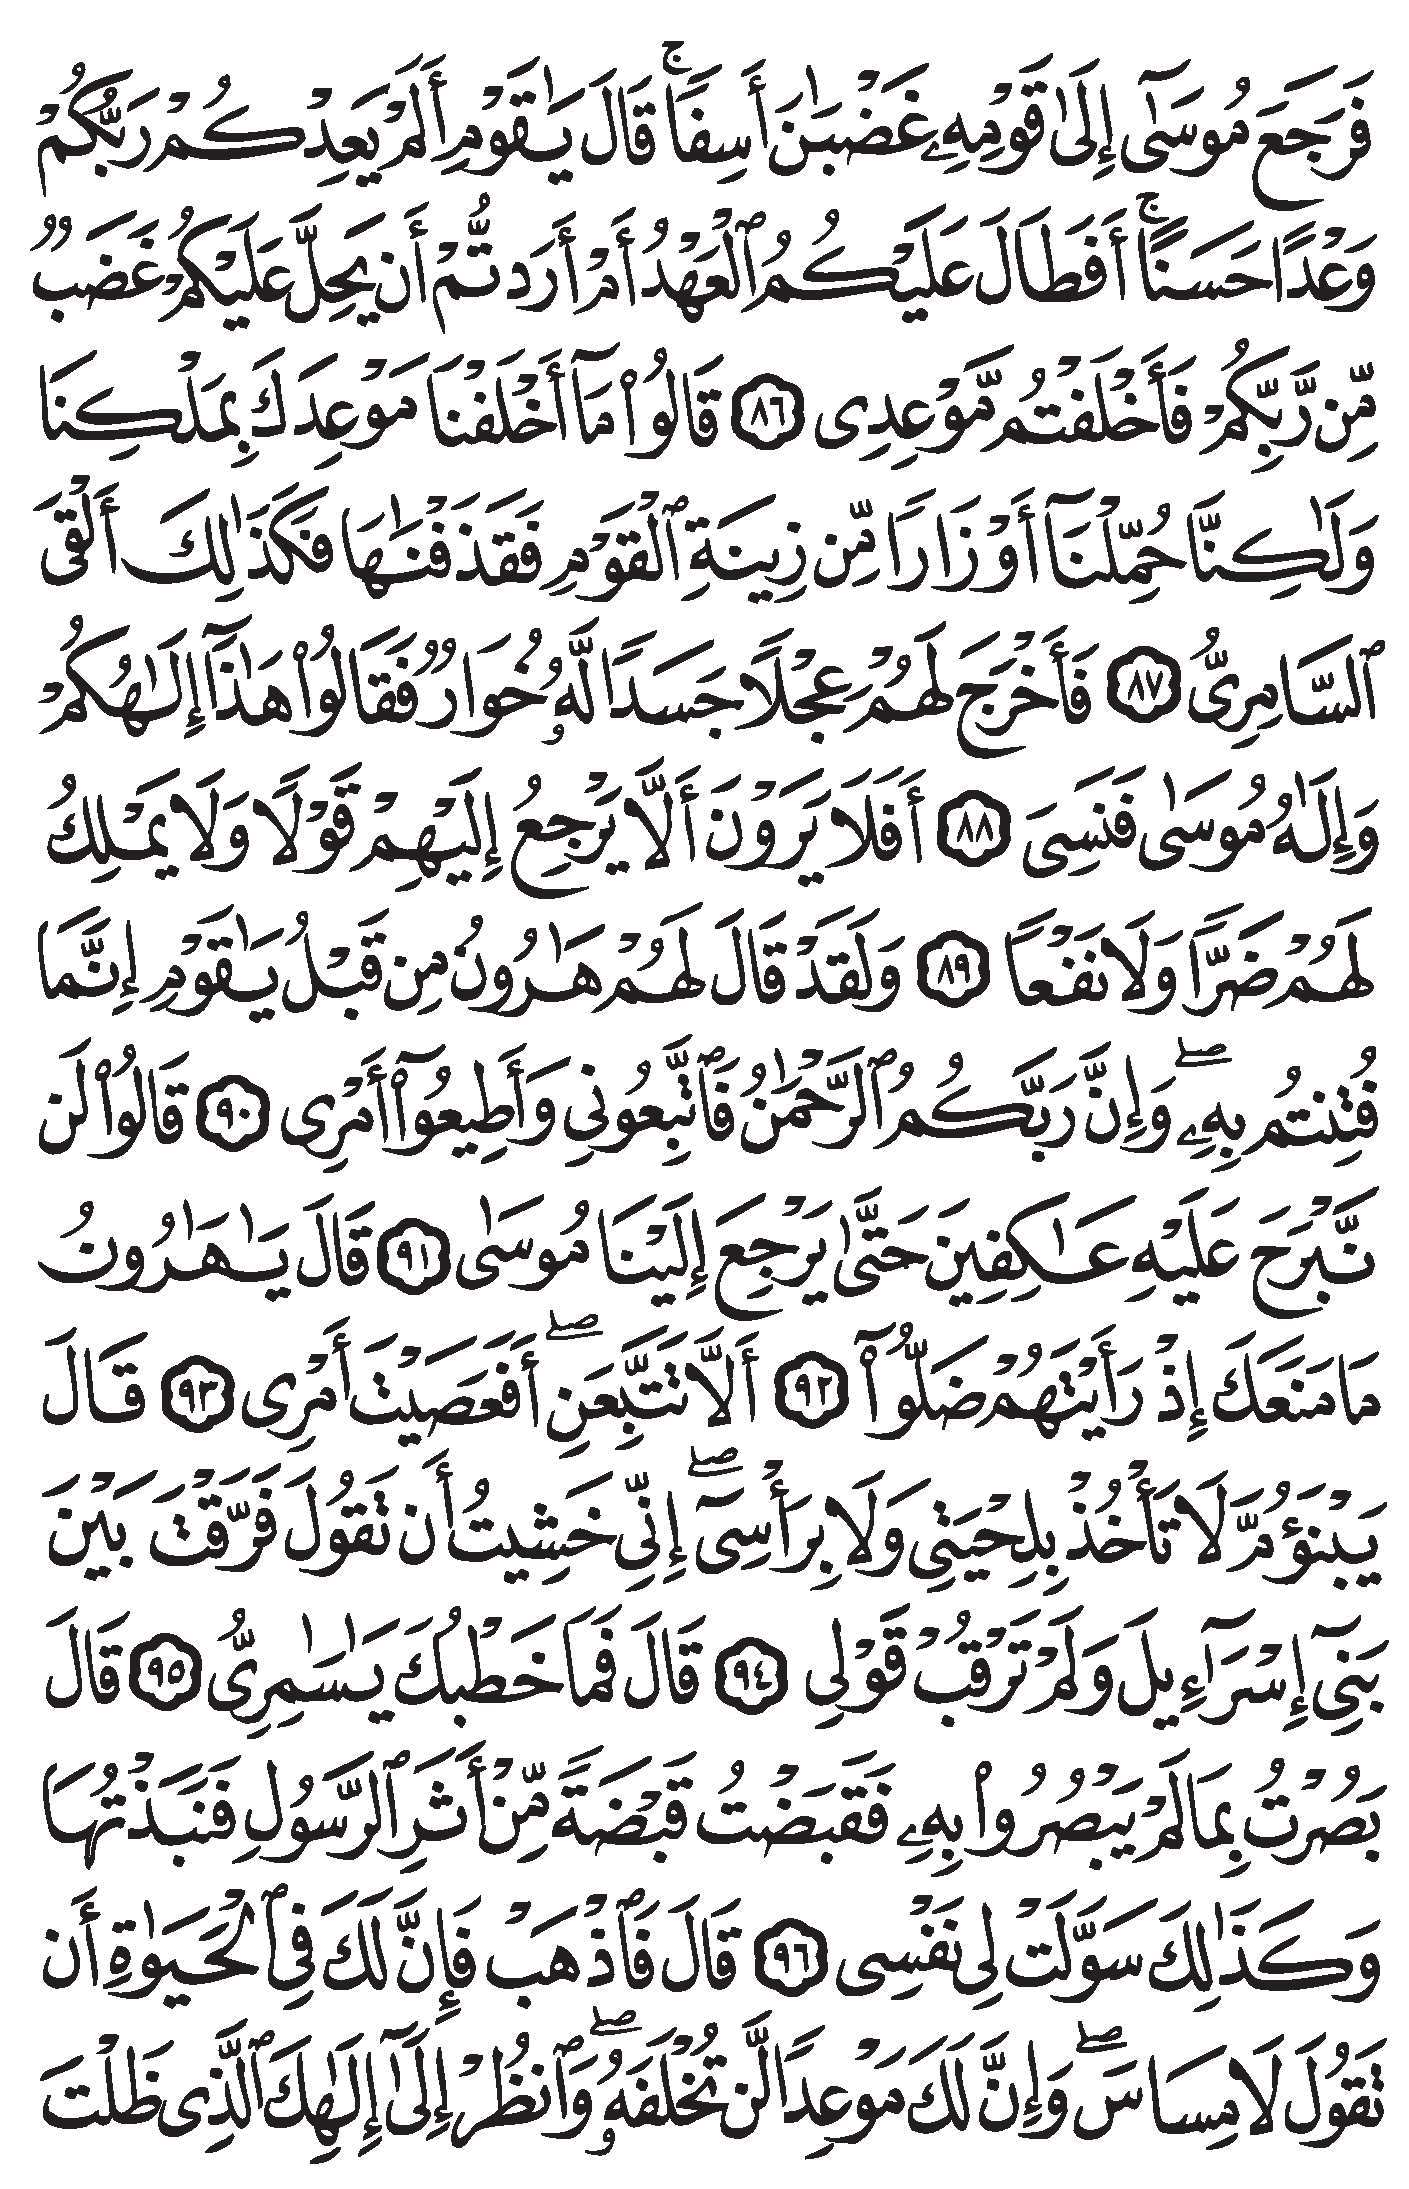 فَرَجَعَ مُوسَىٰٓ إِلَىٰ قَوْمِهِۦ غَضْبَٰنَ أَسِفًاۚ قَالَ يَٰقَوْمِ أَلَمْ يَعِدْكُمْ رَبُّكُمْ
وَعْدًا حَسَنًاۚ أَفَطَالَ عَلَيْكُمُ ٱلْعَهْدُ أَمْ أَرَدتُّمْ أَن يَحِلَّ عَلَيْكُمْ غَضَبٌ
مِّن رَّبِّكُمْ فَأَخْلَفْتُم مَّوْعِدِى ٨٦ قَالُوا۟ مَآ أَخْلَفْنَا مَوْعِدَكَ بِمَلْكِنَا
وَلَٰكِنَّا حُمِّلْنَآ أَوْزَارًا مِّن زِينَةِ ٱلْقَوْمِ فَقَذَفْنَٰهَا فَكَذَٰلِكَ أَلْقَى
ٱلسَّامِرِىُّ ٨٧ فَأَخْرَجَ لَهُمْ عِجْلًا جَسَدًا لَّهُۥ خُوَارٌ فَقَالُوا۟ هَٰذَآ إِلَٰهُكُمْ
وَإِلَٰهُ مُوسَىٰ فَنَسِىَ ٨٨ أَفَلَا يَرَوْنَ أَلَّا يَرْجِعُ إِلَيْهِمْ قَوْلًا وَلَا يَمْلِكُ
لَهُمْ ضَرًّا وَلَا نَفْعًا ٨٩ وَلَقَدْ قَالَ لَهُمْ هَٰرُونُ مِن قَبْلُ يَٰقَوْمِ إِنَّمَا
فُتِنتُم بِهِۦۖ وَإِنَّ رَبَّكُمُ ٱلرَّحْمَٰنُ فَٱتَّبِعُونِى وَأَطِيعُوٓا۟ أَمْرِى ٩٠ قَالُوا۟ لَن
نَّبْرَحَ عَلَيْهِ عَٰكِفِينَ حَتَّىٰ يَرْجِعَ إِلَيْنَا مُوسَىٰ ٩١ قَالَ يَٰهَٰرُونُ
مَا مَنَعَكَ إِذْ رَأَيْتَهُمْ ضَلُّوٓا۟ ٩٢ أَلَّا تَتَّبِعَنِۖ أَفَعَصَيْتَ أَمْرِى ٩٣ قَالَ
يَبْنَؤُمَّ لَا تَأْخُذْ بِلِحْيَتِى وَلَا بِرَأْسِىٓۖ إِنِّى خَشِيتُ أَن تَقُولَ فَرَّقْتَ بَيْنَ
بَنِىٓ إِسْرَٰٓءِيلَ وَلَمْ تَرْقُبْ قَوْلِى ٩٤ قَالَ فَمَا خَطْبُكَ يَٰسَٰمِرِىُّ ٩٥ قَالَ
بَصُرْتُ بِمَا لَمْ يَبْصُرُوا۟ بِهِۦ فَقَبَضْتُ قَبْضَةً مِّنْ أَثَرِ ٱلرَّسُولِ فَنَبَذْتُهَا
وَكَذَٰلِكَ سَوَّلَتْ لِى نَفْسِى ٩٦ قَالَ فَٱذْهَبْ فَإِنَّ لَكَ فِى ٱلْحَيَوٰةِ أَن
تَقُولَ لَا مِسَاسَۖ وَإِنَّ لَكَ مَوْعِدًا لَّن تُخْلَفَهُۥۖ وَٱنظُرْ إِلَىٰٓ إِلَٰهِكَ ٱلَّذِى ظَلْتَ